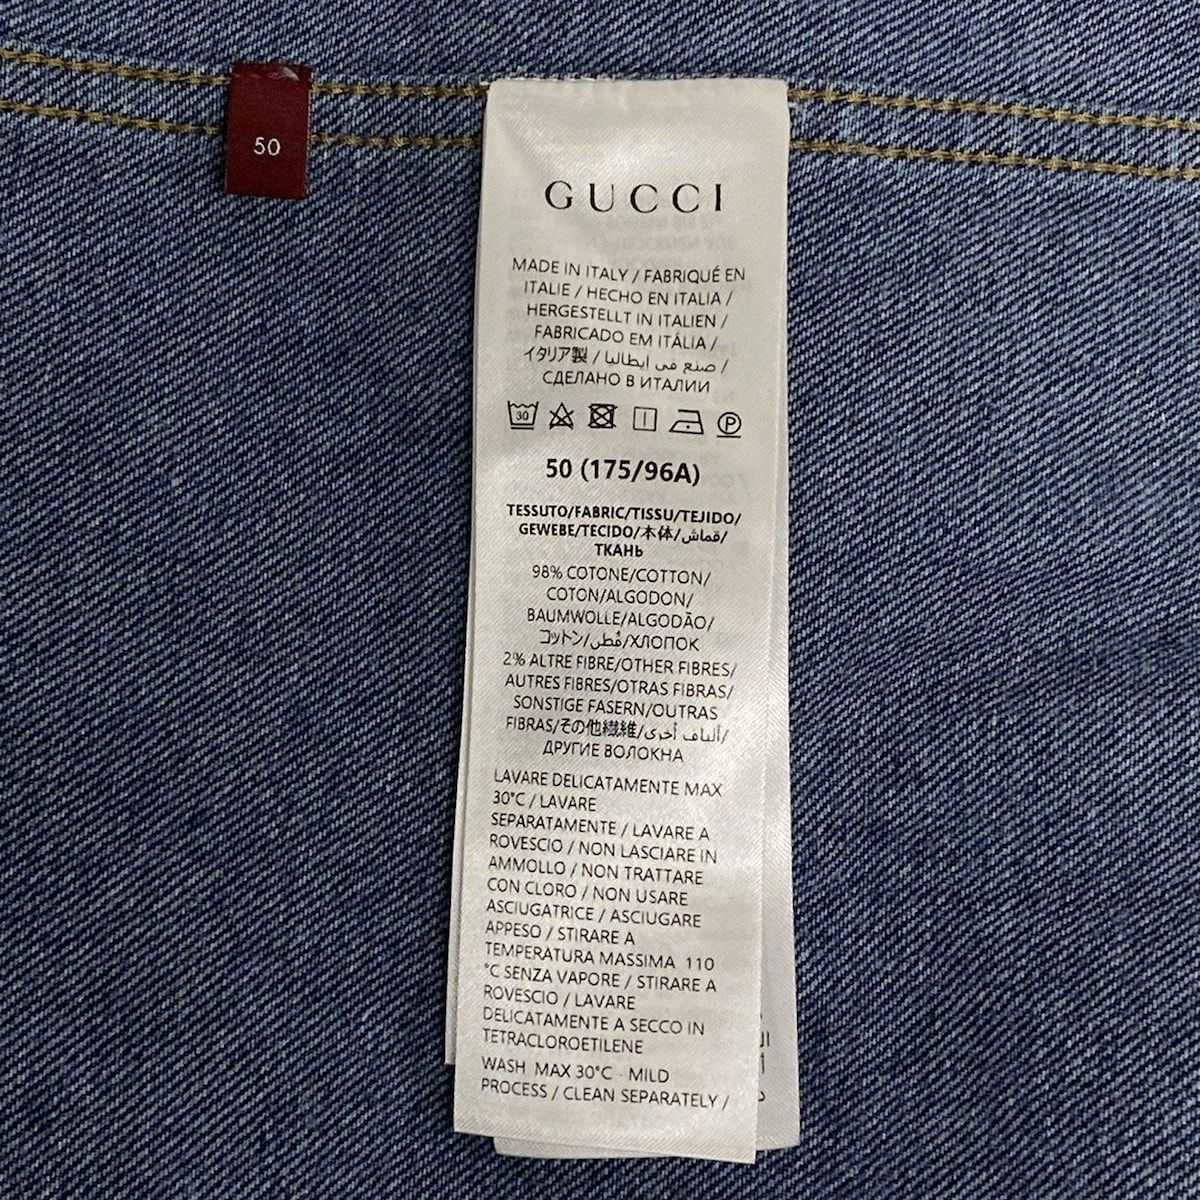 50
GUCCI
MADE IN ITALY / FABRIQUÉ EN
ITALIE / HECHO EN ITALIA /
HERGESTELLT IN ITALIEN /
FABRICADO EM ITÁLIA /
イタリア製 / صنع في إيطاليا /
СДЕЛАНО В ИТАЛИИ
30 P
50 (175/96A)
TESSUTO/FABRIC/TISSU/TEJIDO/
GEWEBE/TECIDO/本体/قماش/
ТКАНЬ
98% COTONE/COTTON/
COTON/ALGODON/
BAUMWOLLE/ALGODÃO/
コットン/قُطن/ХЛОПОК
2% ALTRE FIBRE/OTHER FIBRES/
AUTRES FIBRES/OTRAS FIBRAS/
SONSTIGE FASERN/OUTRAS
FIBRAS/その他繊維/ألياف أخرى/
ДРУГИЕ ВОЛОКНА
LAVARE DELICATAMENTE MAX
30°C / LAVARE
SEPARATAMENTE / LAVARE A
ROVESCIO / NON LASCIARE IN
AMMOLLO / NON TRATTARE
CON CLORO / NON USARE
ASCIUGATRICE / ASCIUGARE
APPESO / STIRARE A
TEMPERATURA MASSIMA 110
°C SENZA VAPORE / STIRARE A
ROVESCIO / LAVARE
DELICATAMENTE A SECCO IN
TETRACLOROETILENE
WASH MAX 30°C - MILD
PROCESS / CLEAN SEPARATELY /